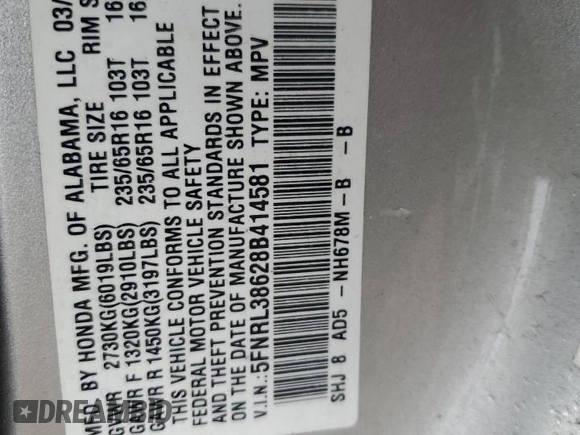 MFD. BY HONDA MFG. OF ALABAMA, LLC 03/
TIRE SIZE RIM S
GVWR 2730KG(6019LBS)
GAWR F 1320KG(2910LBS) 235/65R16 103T 16
GAWR R 1450KG(3197LBS) 235/65R16 103T 16
THIS VEHICLE CONFORMS TO ALL APPLICABLE
FEDERAL MOTOR VEHICLE SAFETY
AND THEFT PREVENTION STANDARDS IN EFFECT
ON THE DATE OF MANUFACTURE SHOWN ABOVE.
V.I.N.: 5FNRL38628B414581 TYPE: MPV
SHJ 8 AD5 -NH678M-B -B
DREAMBID